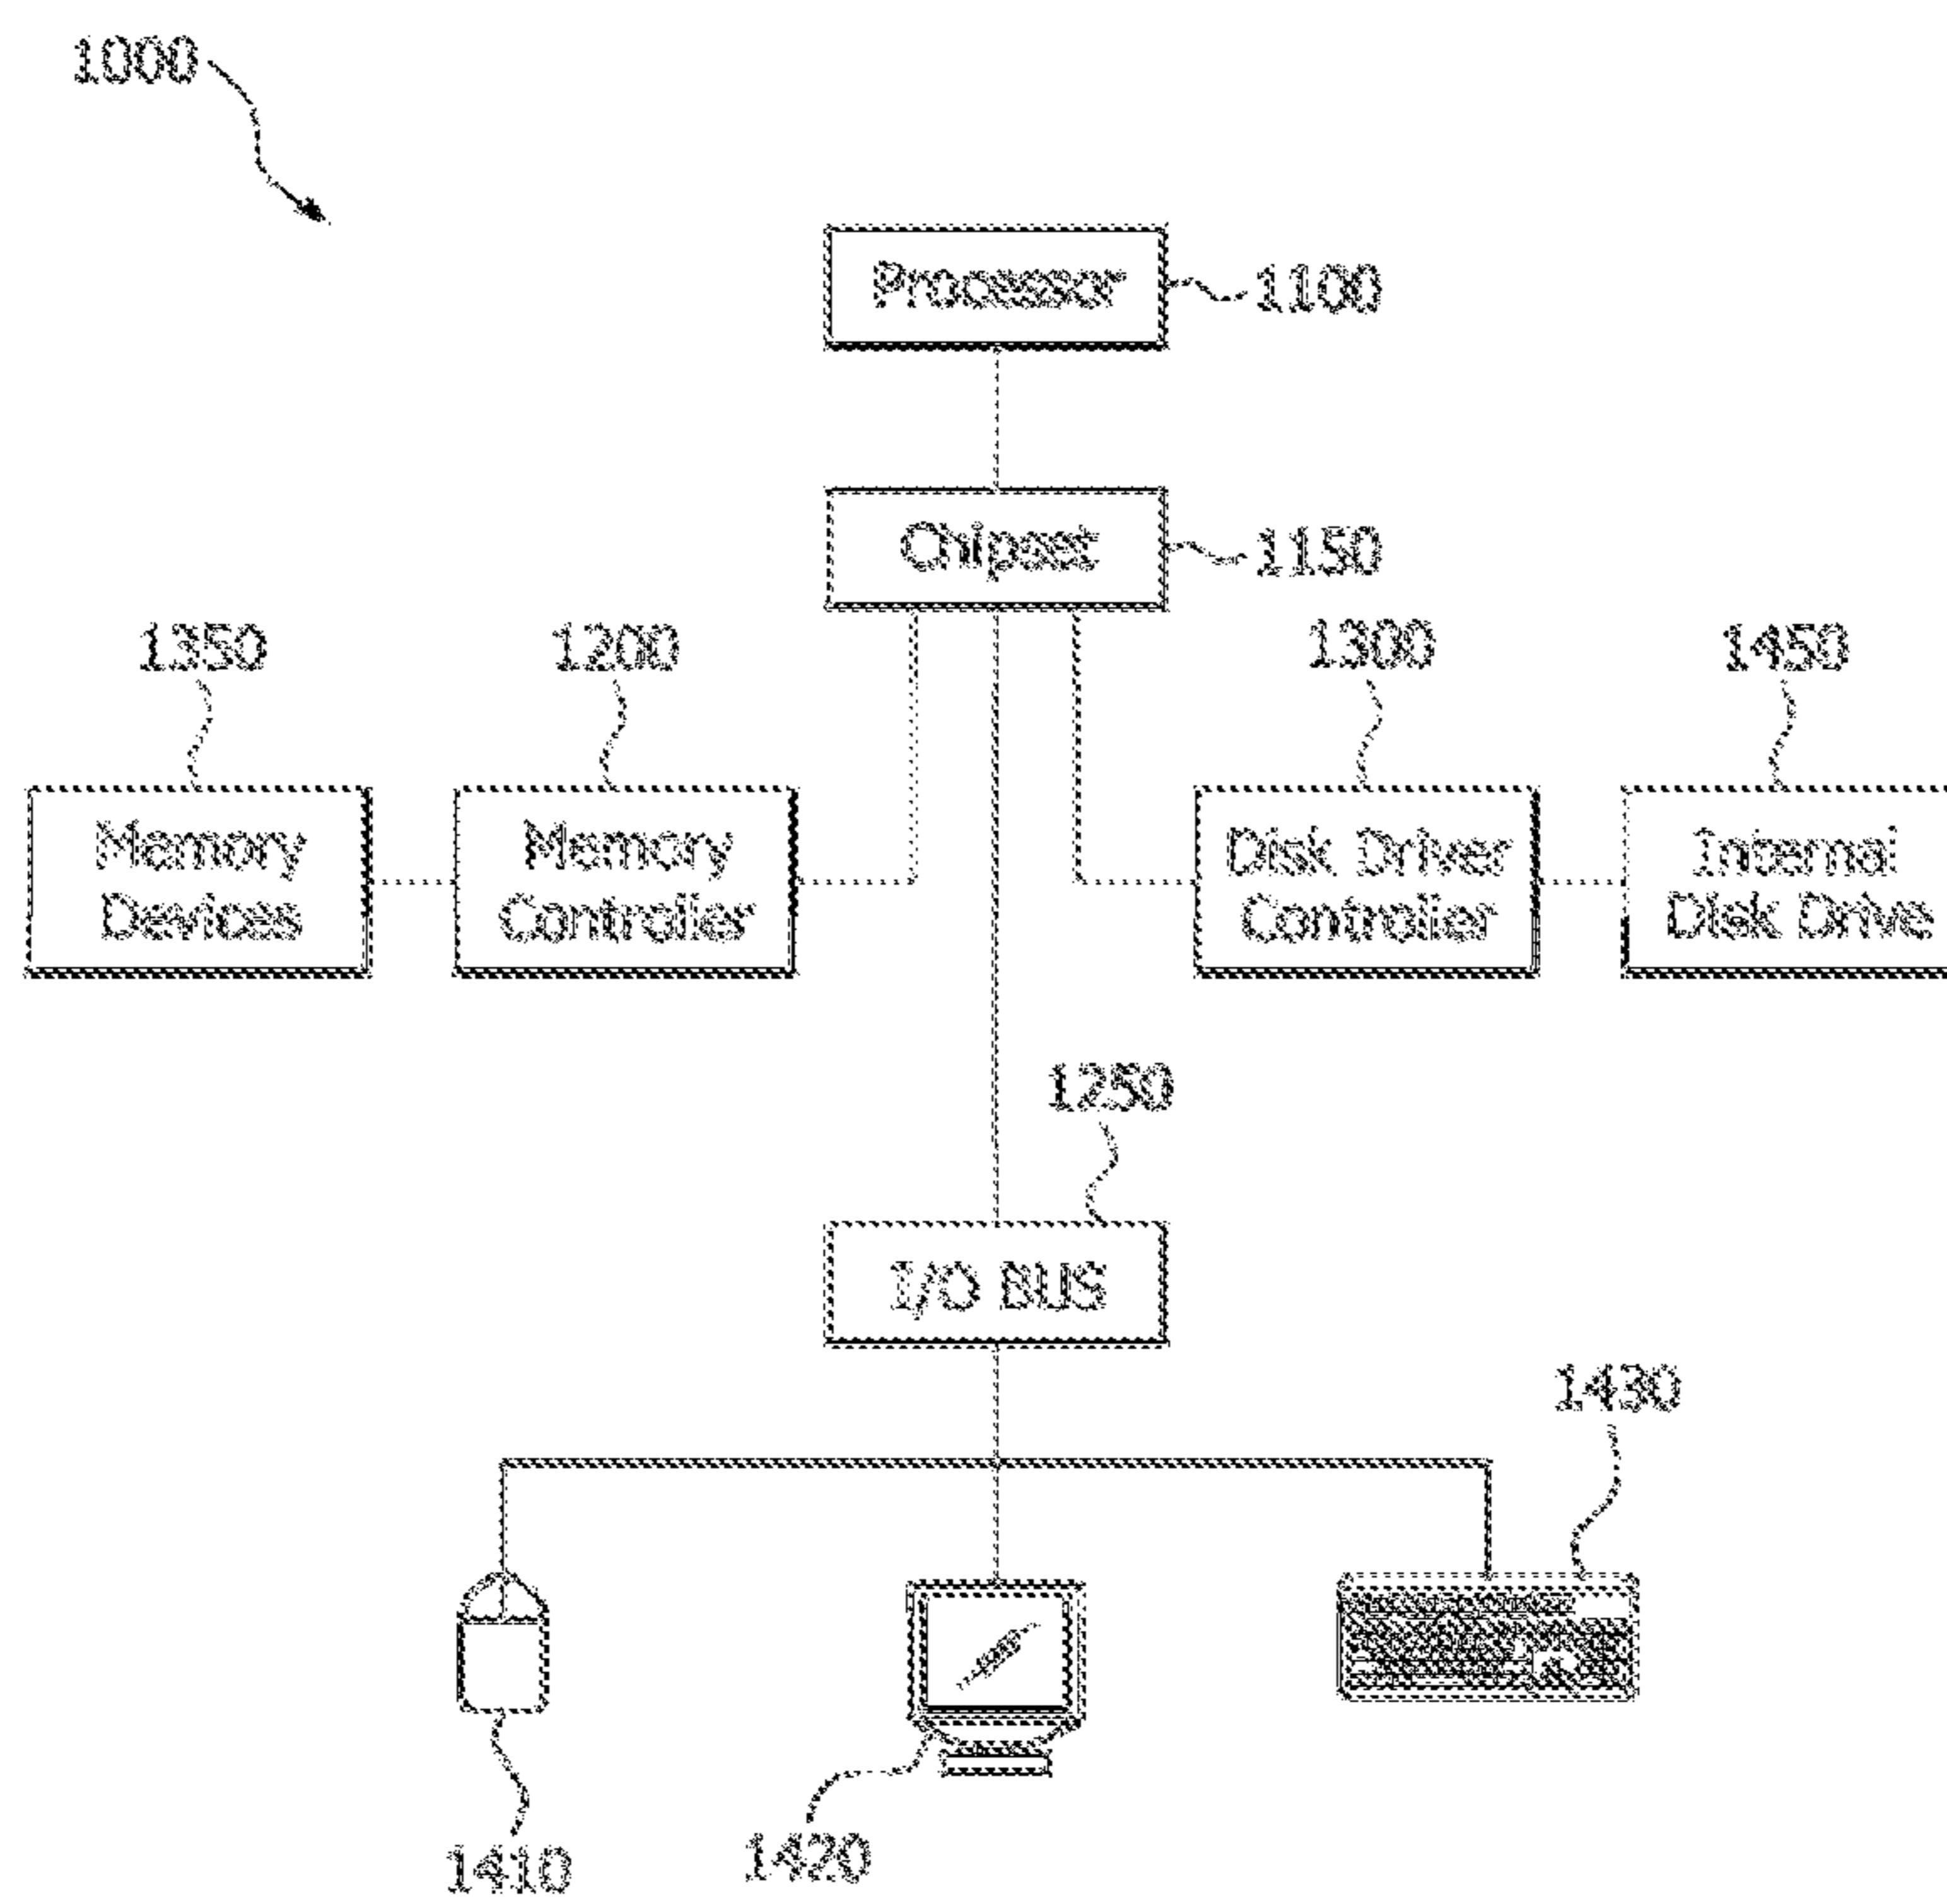 1000
Processor
1100
Chipset
1150
1350
1200
1300
1450
Memory
Devices
Memory
Controller
Disk Driver
Controller
Internal
Disk Drive
1250
I/O BUS
1430
1410
1420